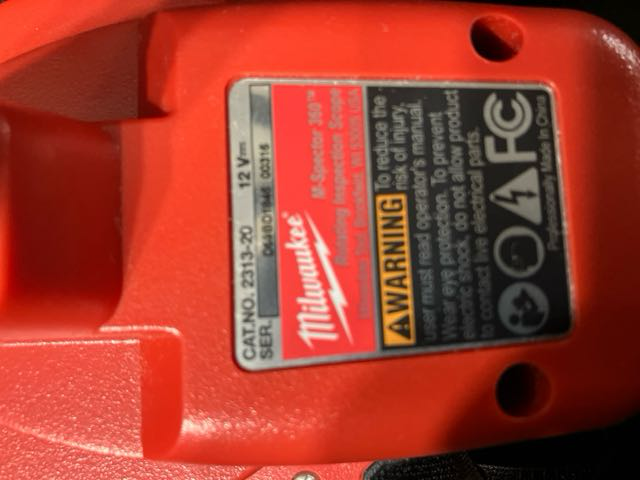 CAT.NO. 2313-20 12 V
SER.
Milwaukee
M-Spector 360™
Rotating Inspection Scope
Brookfield, WI 53005 USA
WARNING To reduce the
risk of injury,
user must read operator's manual.
Wear eye protection. To prevent
electric shock, do not allow product
to contact live electrical parts.
FC
Professionally Made In China